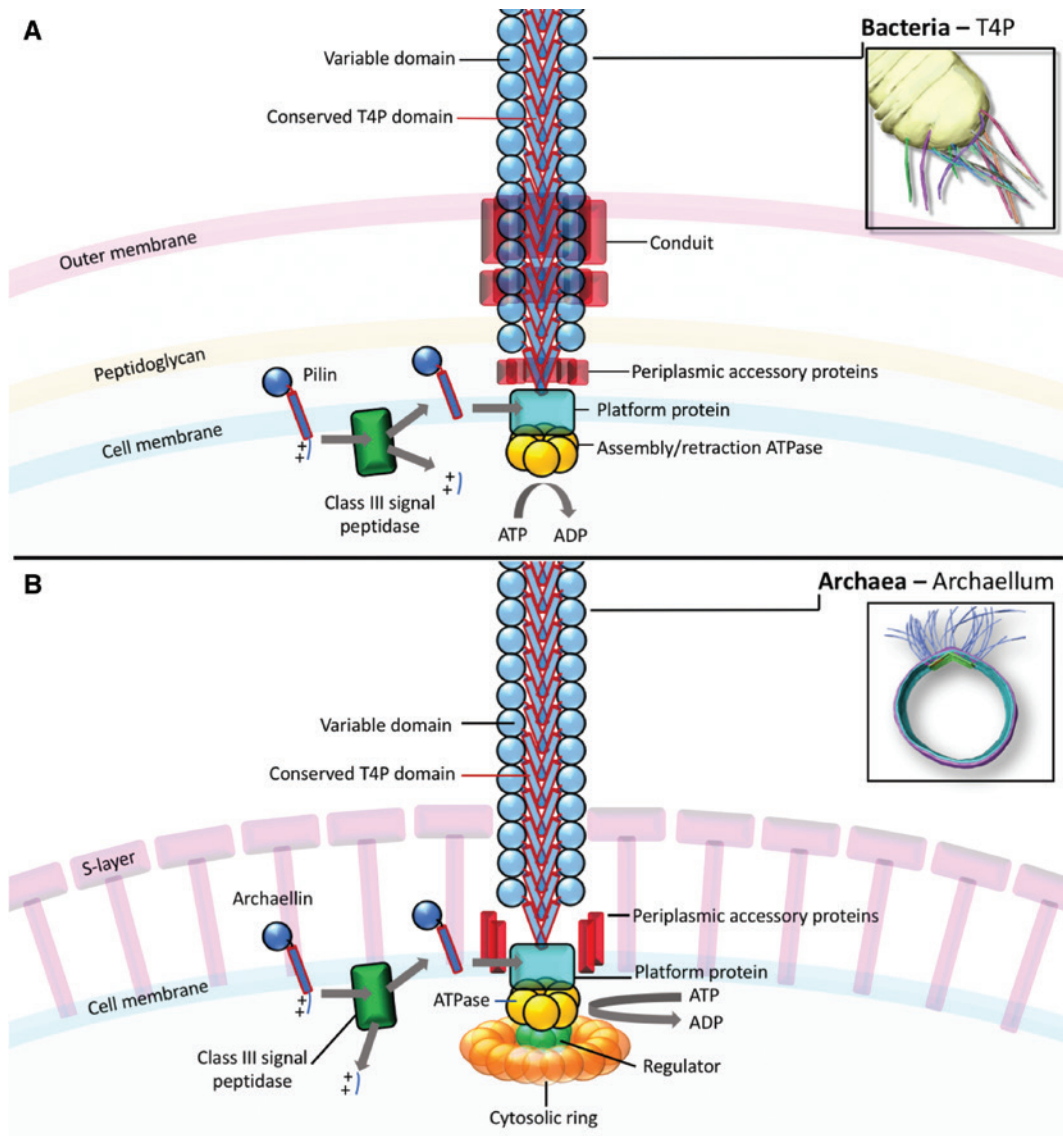 A
Bacteria – T4P
Variable domain
Conserved T4P domain
Outer membrane
Conduit
Peptidoglycan
Pilin
Periplasmic accessory proteins
Platform protein
Cell membrane
++
Assembly/retraction ATPase
++
Class III signal
peptidase
ATP
ADP
B
Archaea – Archaellum
Variable domain
Conserved T4P domain
S-layer
Archaellin
Periplasmic accessory proteins
Platform protein
Cell membrane
++
ATPase
ATP
ADP
Class III signal
peptidase
++
Regulator
Cytosolic ring